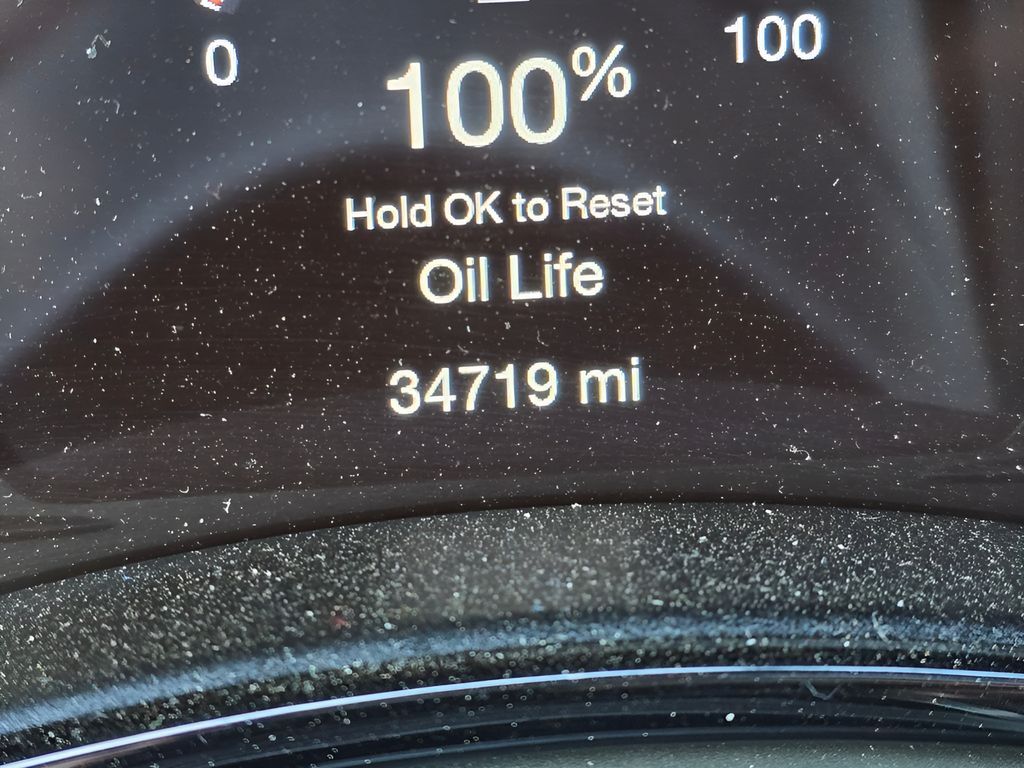 0
100
100%
Hold OK to Reset
Oil Life
34719 mi